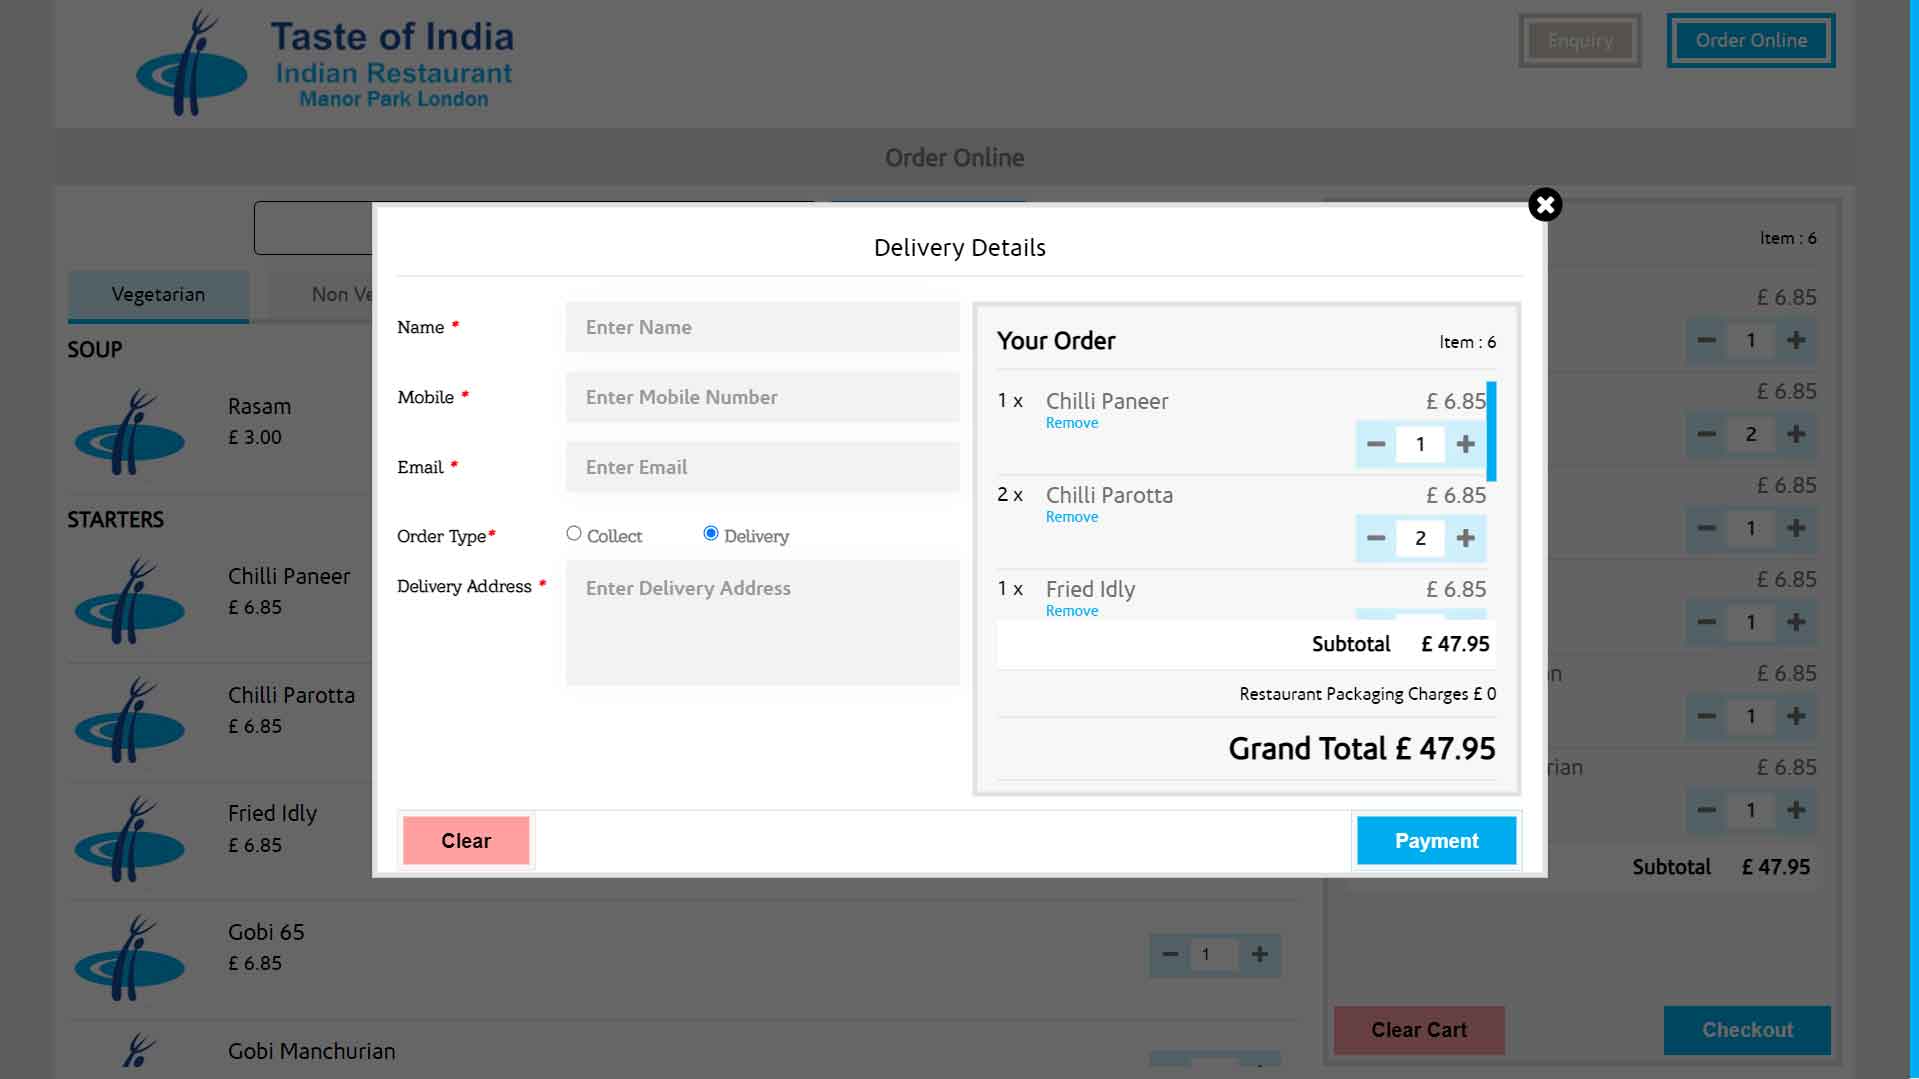 Taste of India
Indian Restaurant
Manor Park London
Enquiry
Order Online
Order Online
Vegetarian
Non Ve
SOUP
Rasam
£ 3.00
STARTERS
Chilli Paneer
£ 6.85
Chilli Parotta
£ 6.85
Fried Idly
£ 6.85
Gobi 65
£ 6.85
1
Gobi Manchurian
Delivery Details
Name *
Enter Name
Mobile *
Enter Mobile Number
Email *
Enter Email
Order Type*
Collect
Delivery
Delivery Address *
Enter Delivery Address
Your Order
Item : 6
1 x Chilli Paneer £ 6.85
Remove
1
2 x Chilli Parotta £ 6.85
Remove
2
1 x Fried Idly £ 6.85
Remove
Subtotal £ 47.95
Restaurant Packaging Charges £ 0
Grand Total £ 47.95
Clear
Payment
Item : 6
£ 6.85
1
£ 6.85
2
£ 6.85
1
£ 6.85
1
an £ 6.85
1
rian £ 6.85
1
Subtotal £ 47.95
Clear Cart
Checkout